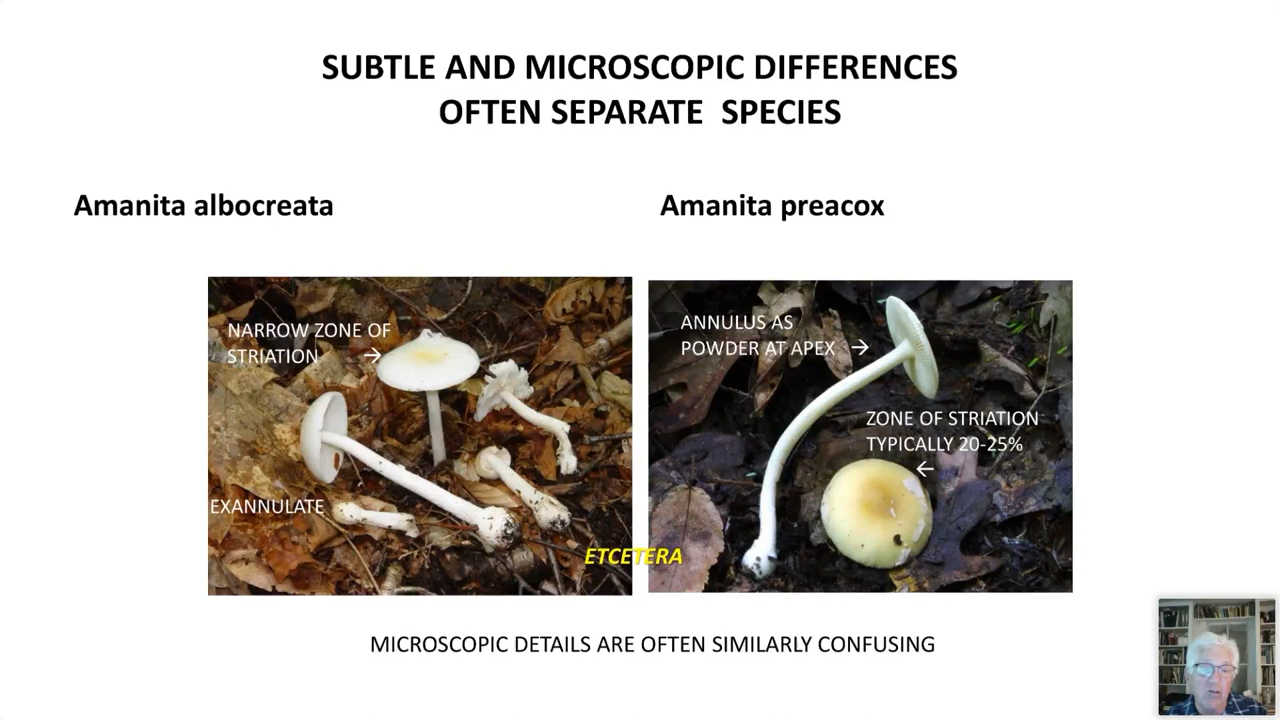 SUBTLE AND MICROSCOPIC DIFFERENCES
OFTEN SEPARATE SPECIES
Amanita albocreata
Amanita preacox
NARROW ZONE OF
STRIATION →
EXANNULATE
ANNULUS AS
POWDER AT APEX →
ZONE OF STRIATION
TYPICALLY 20-25%
←
ETCETERA
MICROSCOPIC DETAILS ARE OFTEN SIMILARLY CONFUSING